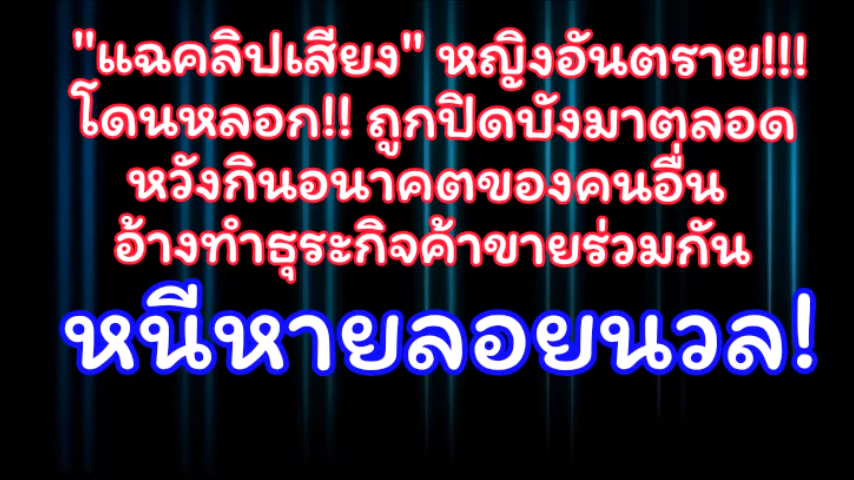 "แฉคลิปเสียง" หญิงอันตราย!!!
โดนหลอก!! ถูกปิดบังมาตลอด
หวังกินอนาคตของคนอื่น
อ้างทำธุระกิจค้าขายร่วมกัน
หนีหายลอยนวล!